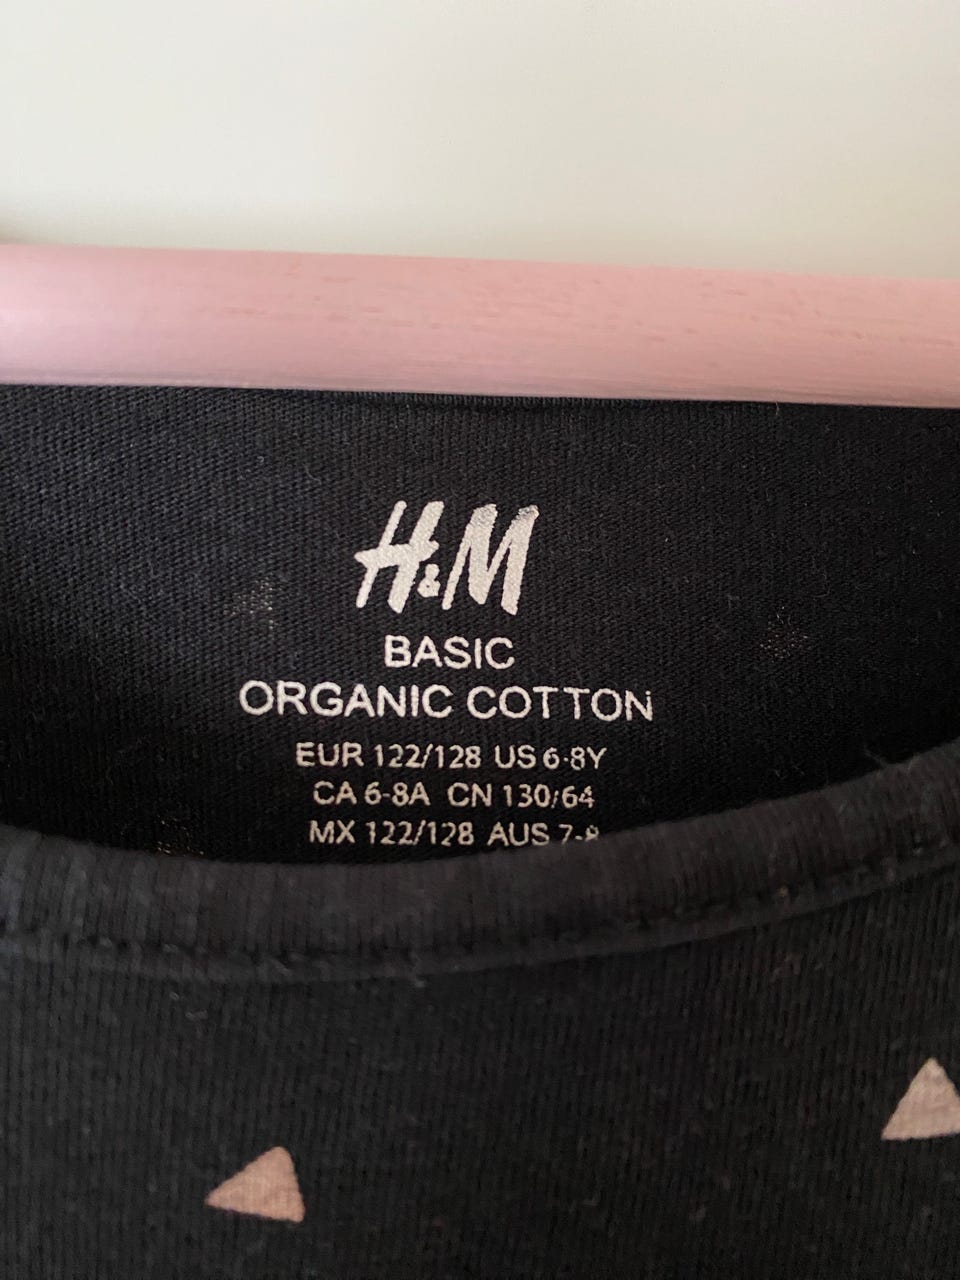 H&M
BASIC
ORGANIC COTTON
EUR 122/128 US 6-8Y
CA 6-8A CN 130/64
MX 122/128 AUS 7-8